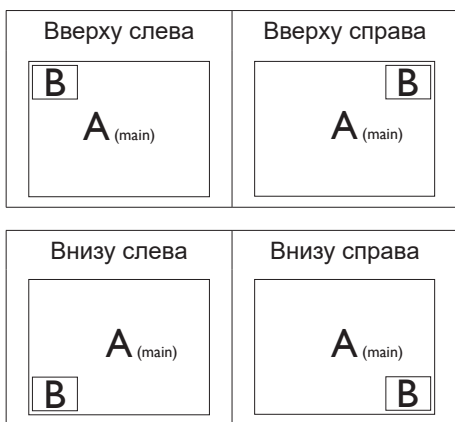 Вверху слева
Вверху справа
B
A (main)
B
A (main)
Внизу слева
Внизу справа
A (main)
B
A (main)
B